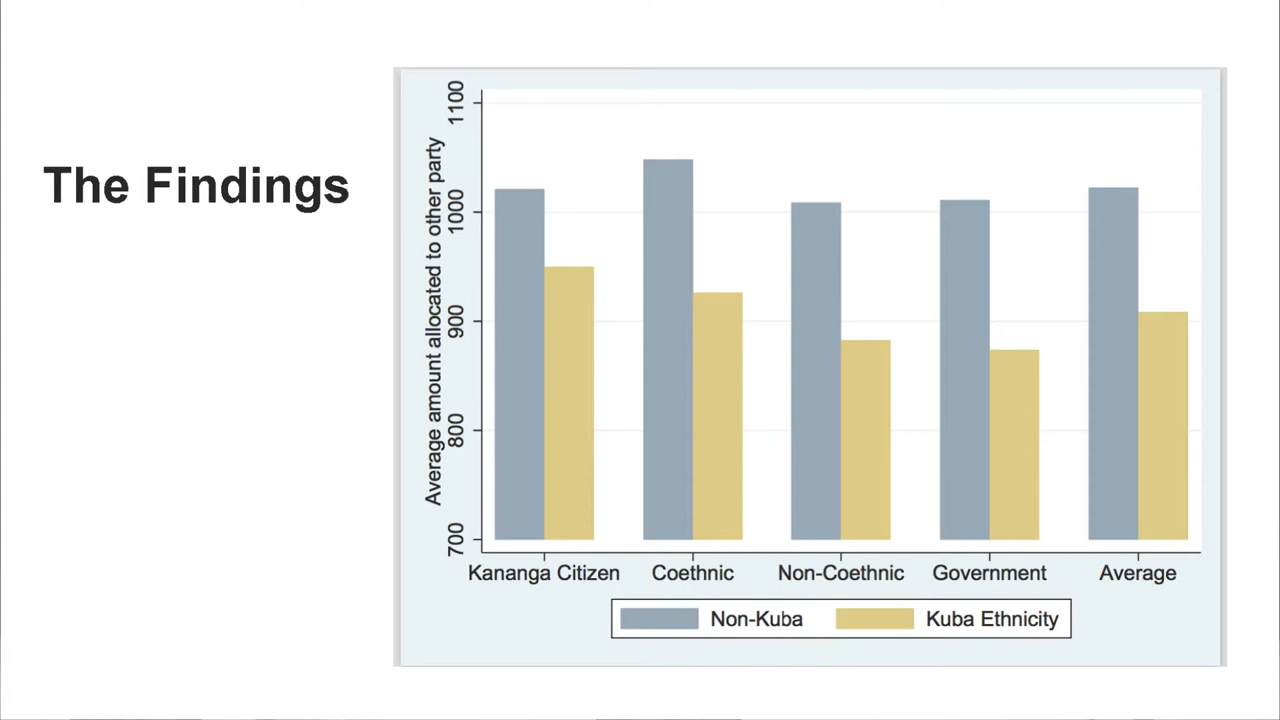 The Findings
Average amount allocated to other party
1100
1000
900
800
700
Kananga Citizen Coethnic Non-Coethnic Government Average
Non-Kuba Kuba Ethnicity